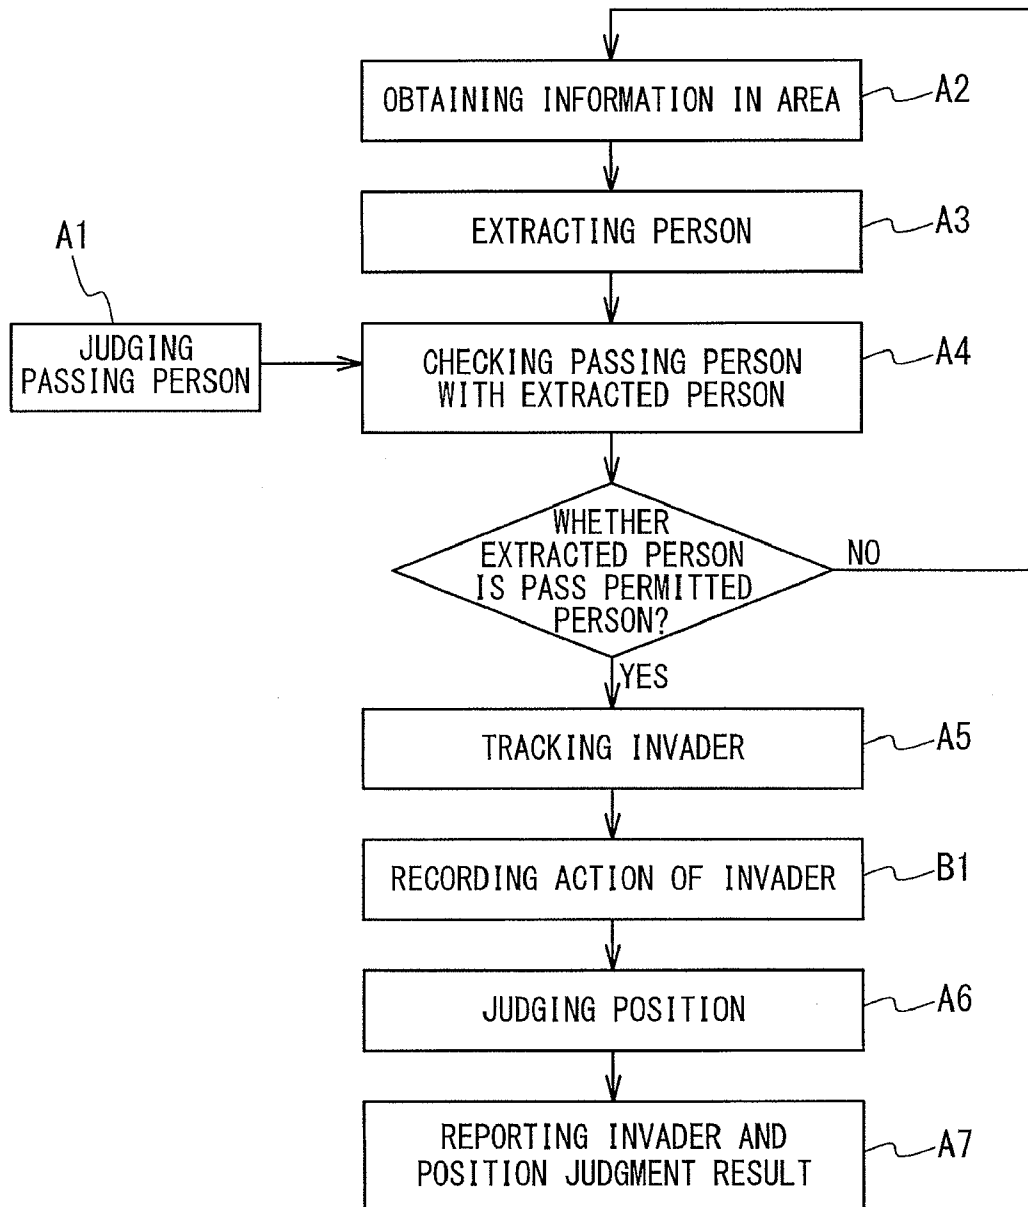 OBTAINING INFORMATION IN AREA
A2
EXTRACTING PERSON
A3
A1
JUDGING
PASSING PERSON
CHECKING PASSING PERSON
WITH EXTRACTED PERSON
A4
WHETHER
EXTRACTED PERSON
IS PASS PERMITTED
PERSON?
NO
YES
TRACKING INVADER
A5
RECORDING ACTION OF INVADER
B1
JUDGING POSITION
A6
REPORTING INVADER AND
POSITION JUDGMENT RESULT
A7